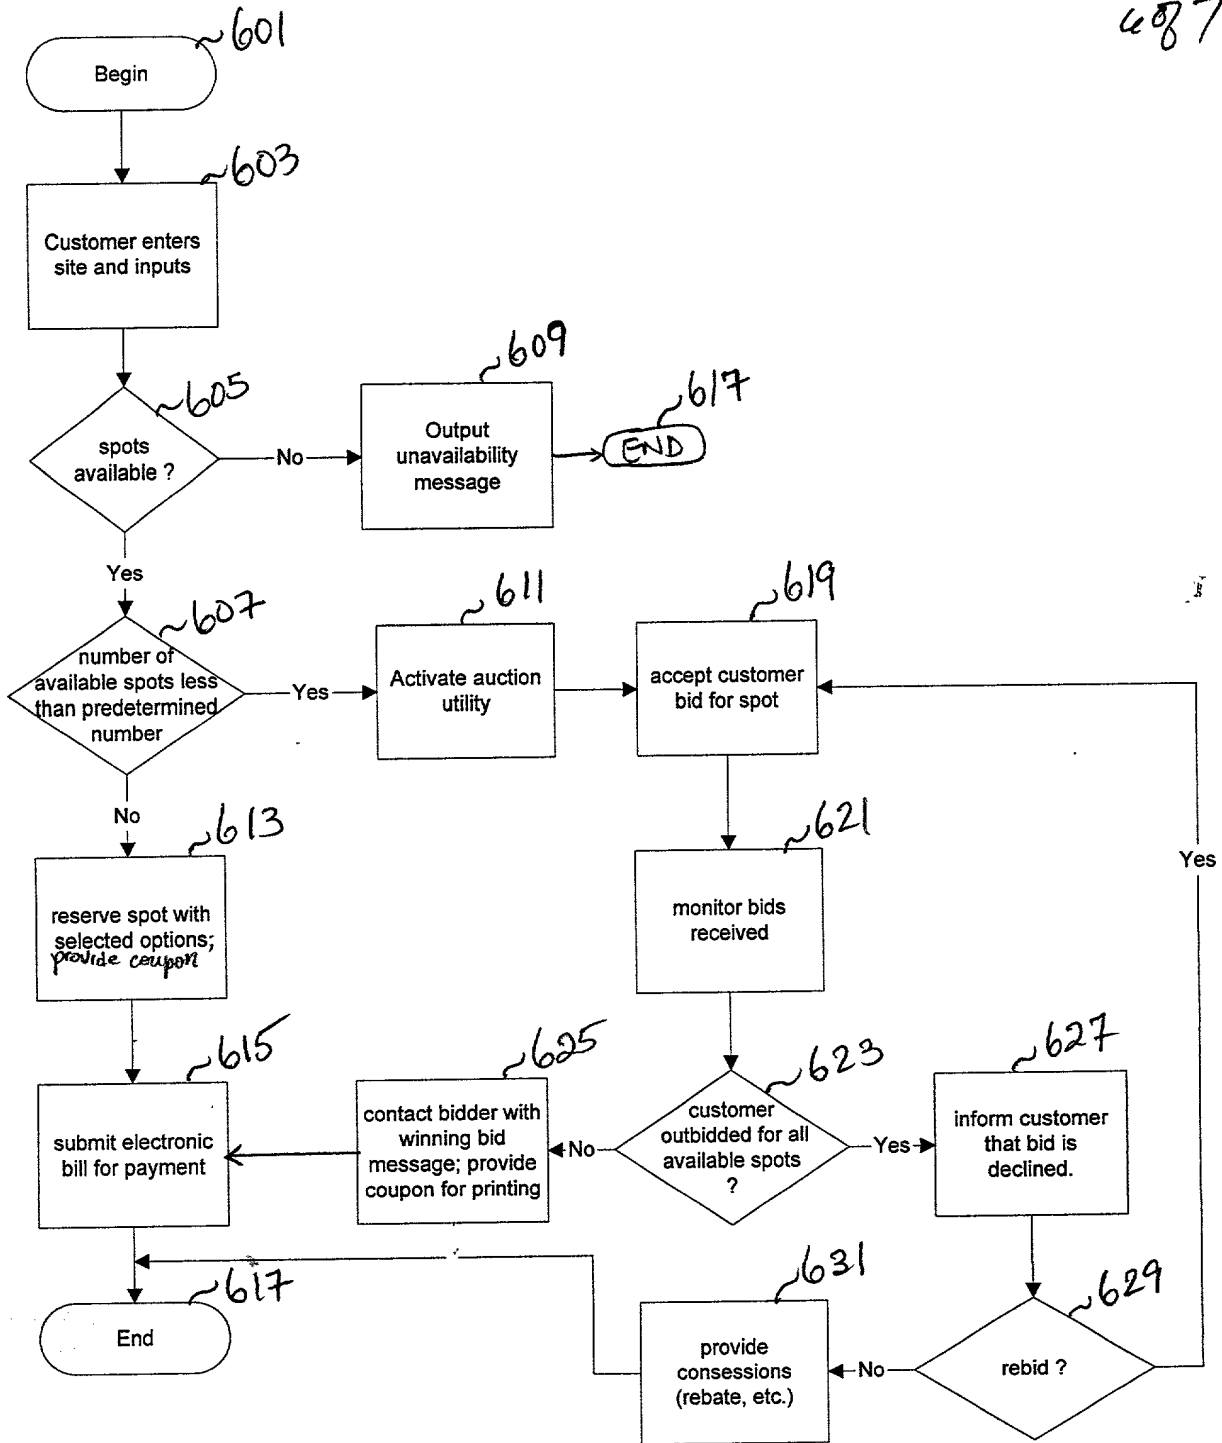 6 of 7
601
Begin
603
Customer enters
site and inputs
605
spots
available ?
No
609
Output
unavailability
message
617
END
Yes
607
number of
available spots less
than predetermined
number
Yes
611
Activate auction
utility
619
accept customer
bid for spot
No
613
reserve spot with
selected options;
provide coupon
621
monitor bids
received
Yes
615
submit electronic
bill for payment
625
contact bidder with
winning bid
message; provide
coupon for printing
No
623
customer
outbidded for all
available spots
?
Yes
627
inform customer
that bid is
declined.
617
End
631
provide
consessions
(rebate, etc.)
No
629
rebid ?